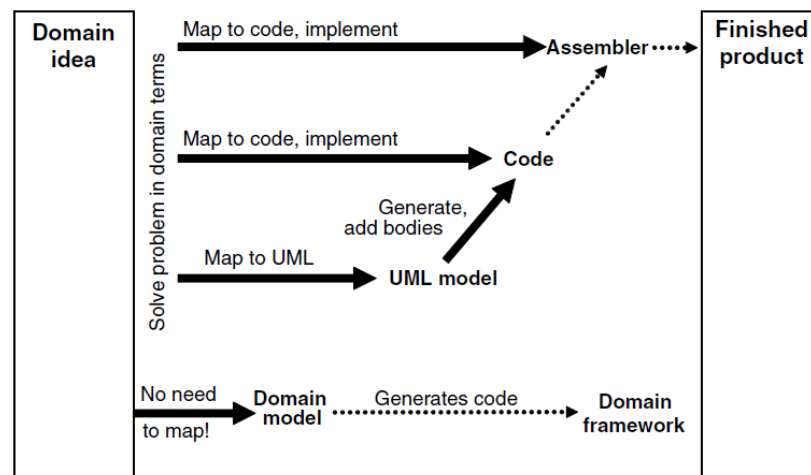 Domain
idea
Solve problem in domain terms
Map to code, implement
Assembler
Finished
product
Map to code, implement
Code
Generate,
add bodies
Map to UML
UML model
No need
to map!
Domain
model
Generates code
Domain
framework